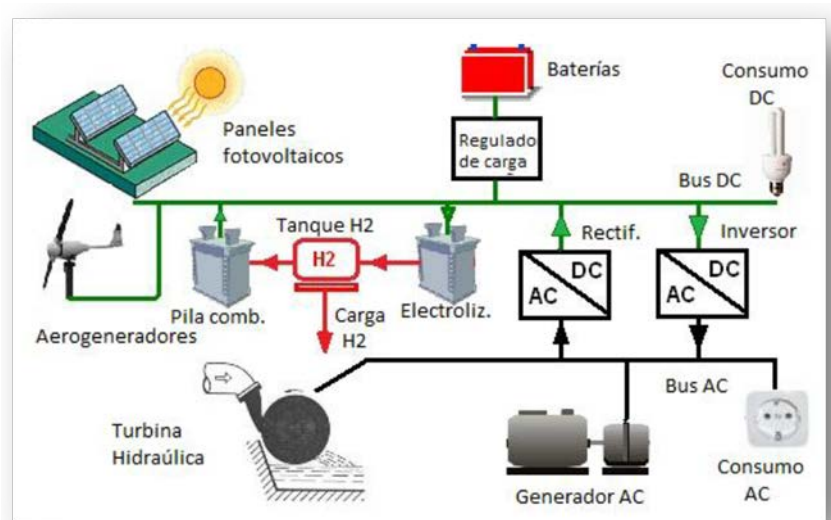 Baterías
Consumo
DC
Paneles
fotovoltaicos
Regulado
de carga
Bus DC
Tanque H2
H2
Rectif.
Inversor
DC
AC
DC
AC
Pila comb.
Carga
H2
Electroliz.
Aerogeneradores
Bus AC
Turbina
Hidraúlica
Generador AC
Consumo
AC